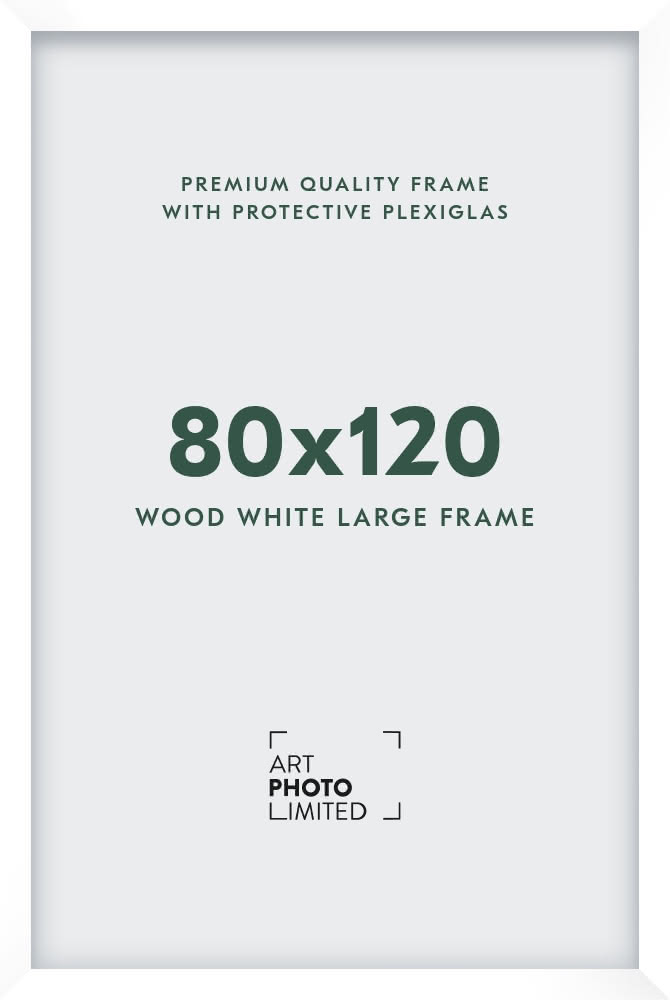 PREMIUM QUALITY FRAME
WITH PROTECTIVE PLEXIGLAS
80x120
WOOD WHITE LARGE FRAME
ART
PHOTO
LIMITED